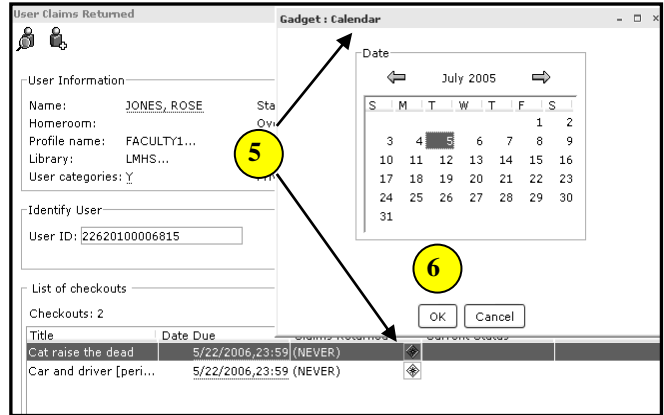 User Claims Returned
Gadget : Calendar
User Information
Name: JONES, ROSE
Homeroom:
Profile name: FACULTY1...
Library: LMHS...
User categories: Y
Date
July 2005
S M T W T F S
1 2
3 4 5 6 7 8 9
10 11 12 13 14 15 16
17 18 19 20 21 22 23
24 25 26 27 28 29 30
31
5
Identify User
User ID: 22620100006815
6
OK Cancel
List of checkouts
Checkouts: 2
Title Date Due Claims Returned Current Status
Cat raise the dead 5/22/2006,23:59 (NEVER)
Car and driver [peri... 5/22/2006,23:59 (NEVER)